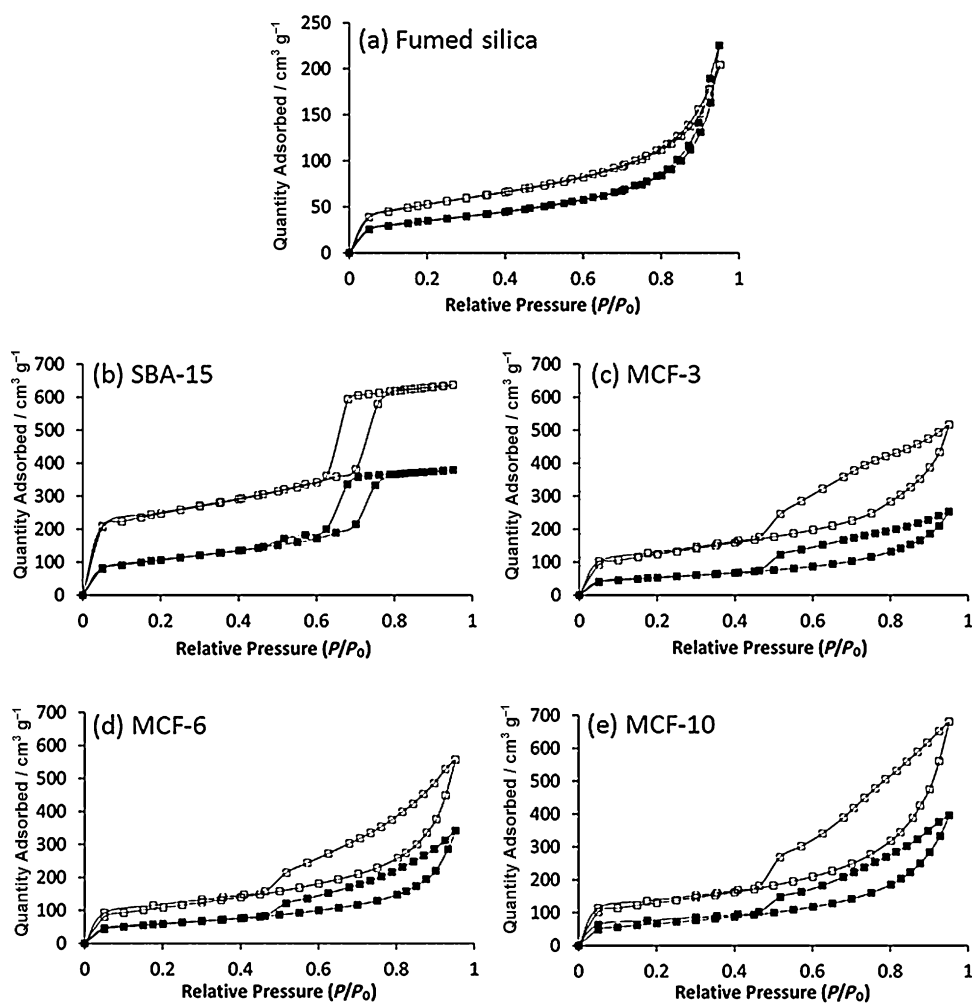 (a) Fumed silica
250
200
150
100
50
0
Quantity Adsorbed / cm³ g⁻¹
0 0.2 0.4 0.6 0.8 1
Relative Pressure (P/P₀)
(b) SBA-15
700
600
500
400
300
200
100
0
Quantity Adsorbed / cm³ g⁻¹
0 0.2 0.4 0.6 0.8 1
Relative Pressure (P/P₀)
(c) MCF-3
700
600
500
400
300
200
100
0
Quantity Adsorbed / cm³ g⁻¹
0 0.2 0.4 0.6 0.8 1
Relative Pressure (P/P₀)
(d) MCF-6
700
600
500
400
300
200
100
0
Quantity Adsorbed / cm³ g⁻¹
0 0.2 0.4 0.6 0.8 1
Relative Pressure (P/P₀)
(e) MCF-10
700
600
500
400
300
200
100
0
Quantity Adsorbed / cm³ g⁻¹
0 0.2 0.4 0.6 0.8 1
Relative Pressure (P/P₀)